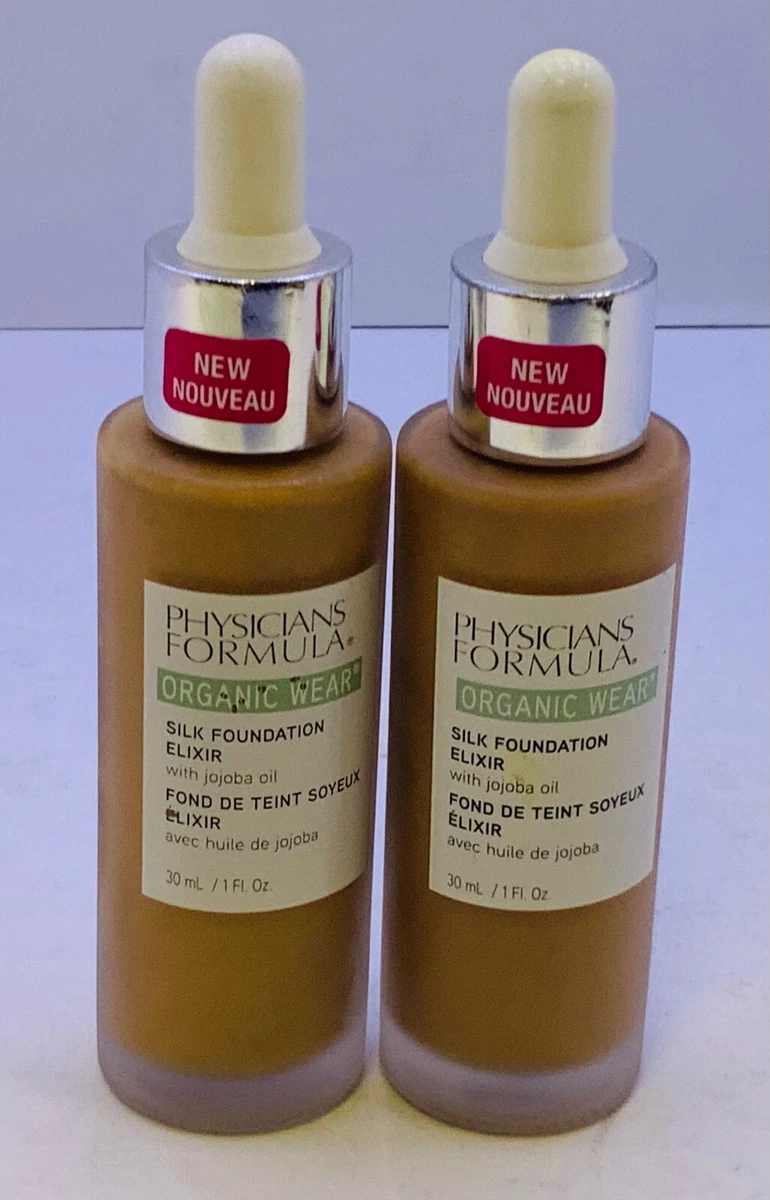 NEW
NOUVEAU
PHYSICIANS
FORMULA®
ORGANIC WEAR®
SILK FOUNDATION
ELIXIR
with jojoba oil
FOND DE TEINT SOYEUX
ÉLIXIR
avec huile de jojoba
30 mL / 1 Fl. Oz.
NEW
NOUVEAU
PHYSICIANS
FORMULA®
ORGANIC WEAR®
SILK FOUNDATION
ELIXIR
with jojoba oil
FOND DE TEINT SOYEUX
ÉLIXIR
avec huile de jojoba
30 mL / 1 Fl. Oz.